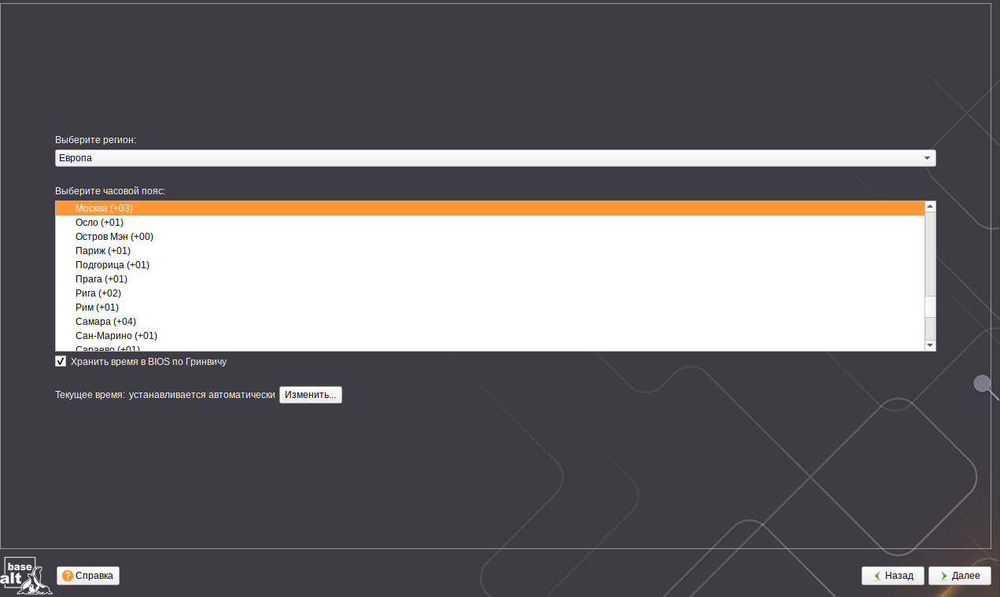 Выберите регион:
Европа
Выберите часовой пояс:
Москва (+03)
Осло (+01)
Остров Мэн (+00)
Париж (+01)
Подгорица (+01)
Прага (+01)
Рига (+02)
Рим (+01)
Самара (+04)
Сан-Марино (+01)
Сараево (+01)
Хранить время в BIOS по Гринвичу
Текущее время: устанавливается автоматически Изменить...
base
alt
? Справка
Назад
Далее